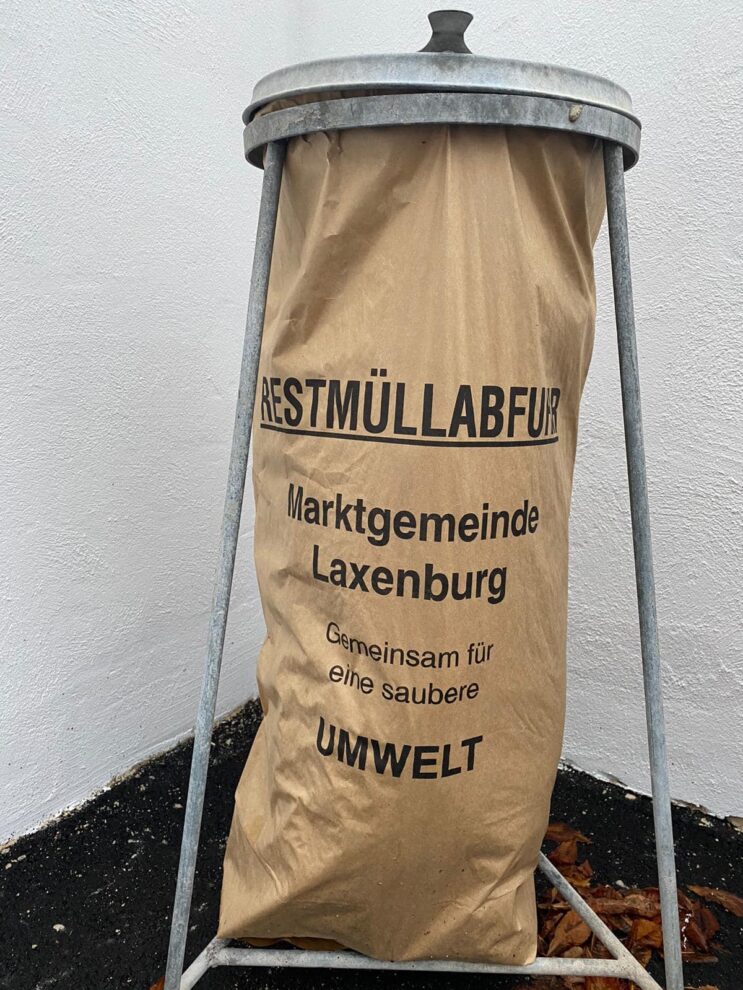 RESTMÜLLABFUHR
Marktgemeinde
Laxenburg
Gemeinsam für
eine saubere
UMWELT